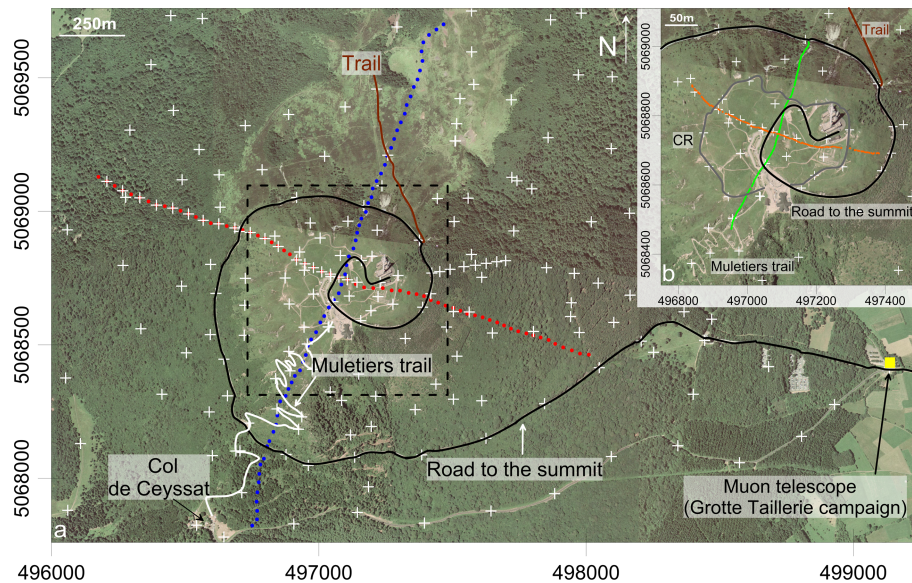 250m
Trail
N
Muletiers trail
Col
de Ceyssat
Road to the summit
Muon telescope
(Grotte Taillerie campaign)
a
5069500
5069000
5068500
5068000
496000
497000
498000
499000
50m
Trail
CR
Road to the summit
Muletiers trail
b
5069000
5068800
5068600
5068400
496800
497000
497200
497400